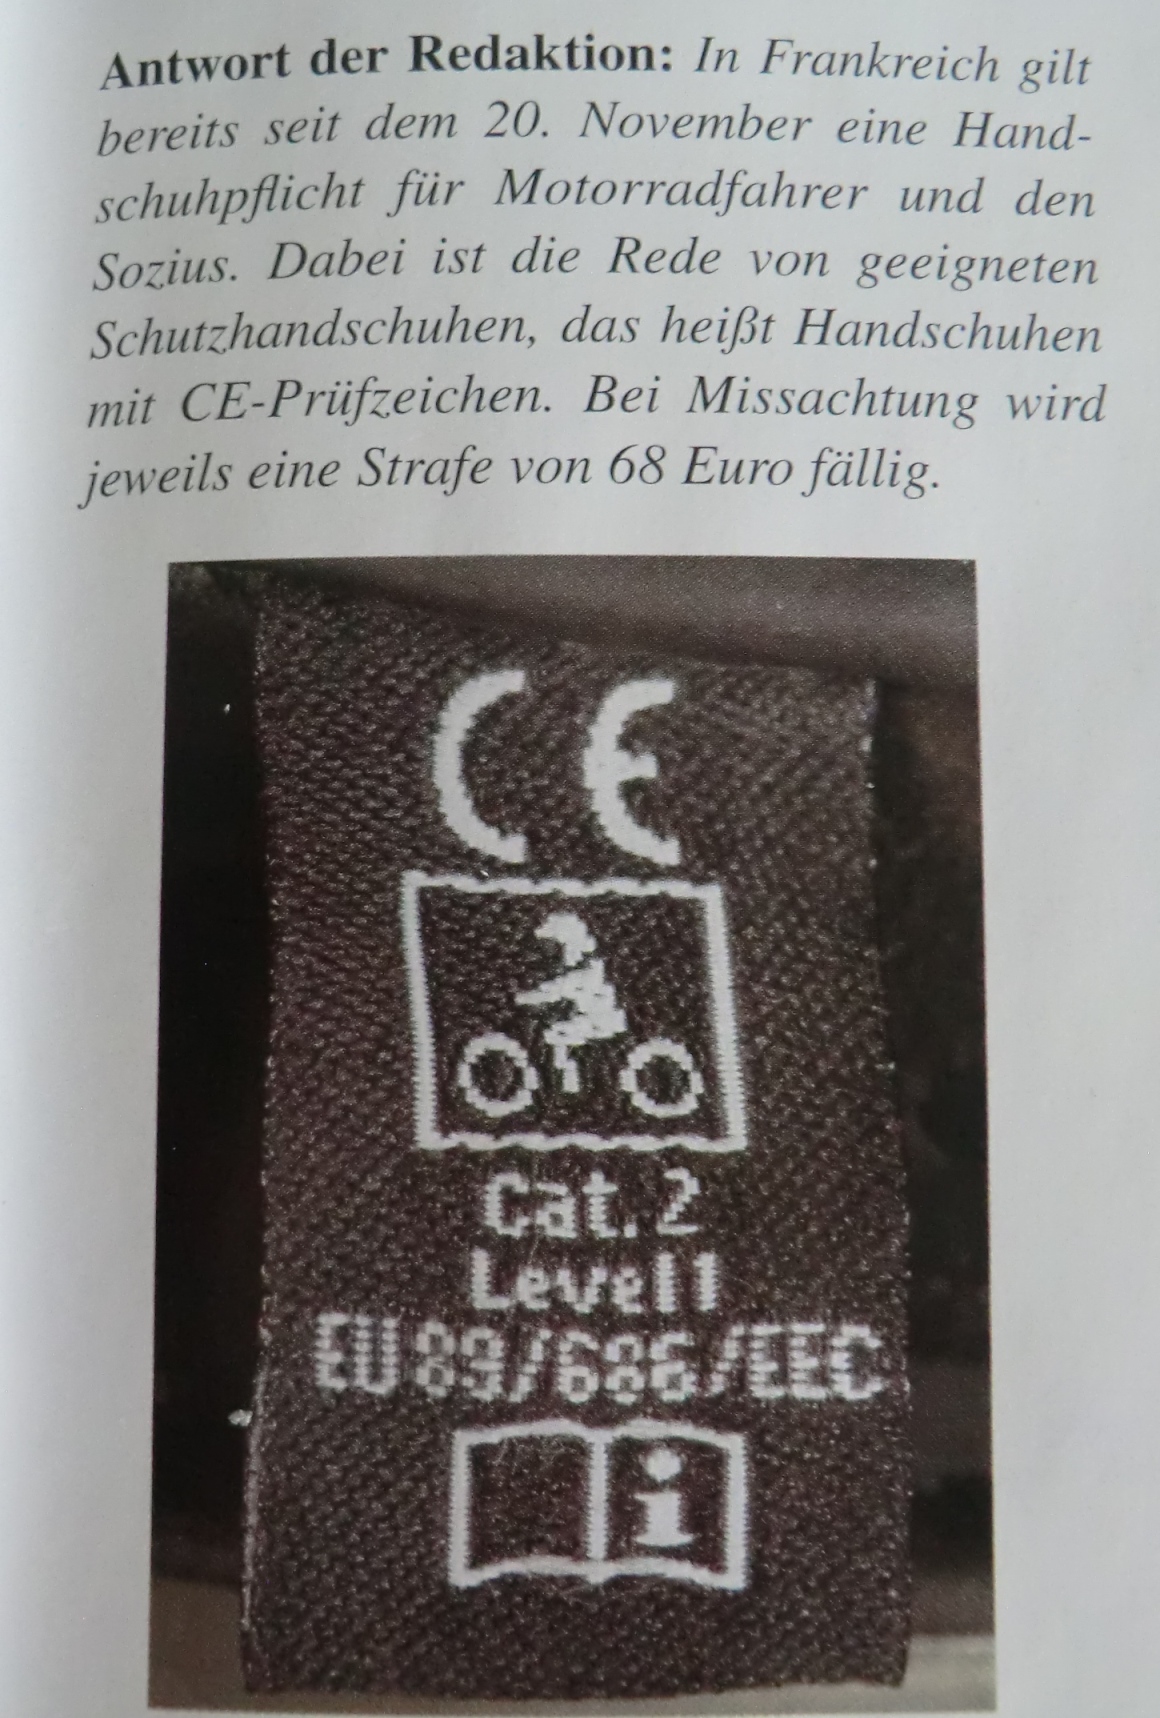 Antwort der Redaktion: In Frankreich gilt
bereits seit dem 20. November eine Hand-
schuhpflicht für Motorradfahrer und den
Sozius. Dabei ist die Rede von geeigneten
Schutzhandschuhen, das heißt Handschuhen
mit CE-Prüfzeichen. Bei Missachtung wird
jeweils eine Strafe von 68 Euro fällig.
CE
Cat. 2
Level 1
EU 89/686/EEC
i